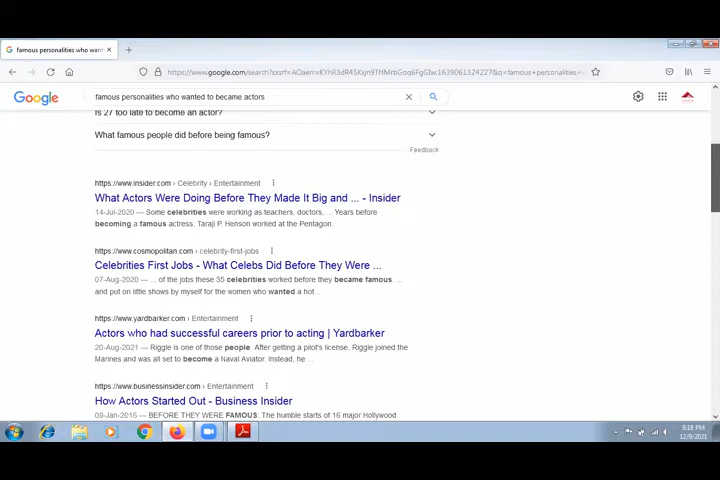 famous personalities who want
https://www.google.com/search?
Google
famous personalities who wanted to became actors
Is 27 too late to become an actor?
What famous people did before being famous?
Feedback
https://www.insider.com › Celebrity › Entertainment
What Actors Were Doing Before They Made It Big and ... - Insider
14-Jul-2020 — Some celebrities were working as teachers, doctors, ... Years before
becoming a famous actress, Taraji P. Henson worked at the Pentagon.
https://www.cosmopolitan.com › celebrity-first-jobs
Celebrities First Jobs - What Celebs Did Before They Were ...
07-Aug-2020 — ... of the jobs these 35 celebrities worked before they became famous. ...
and put on little shows by myself for the women who wanted a hot ..
https://www.yardbarker.com › Entertainment
Actors who had successful careers prior to acting | Yardbarker
20-Aug-2021 — Riggle is one of those people. After getting a pilot's license, Riggle joined the
Marines and was all set to become a Naval Aviator. Instead, he ...
https://www.businessinsider.com › Entertainment
How Actors Started Out - Business Insider
09-Jan-2016 — BEFORE THEY WERE FAMOUS: The humble starts of 16 major Hollywood
8:18 PM
12/9/2021